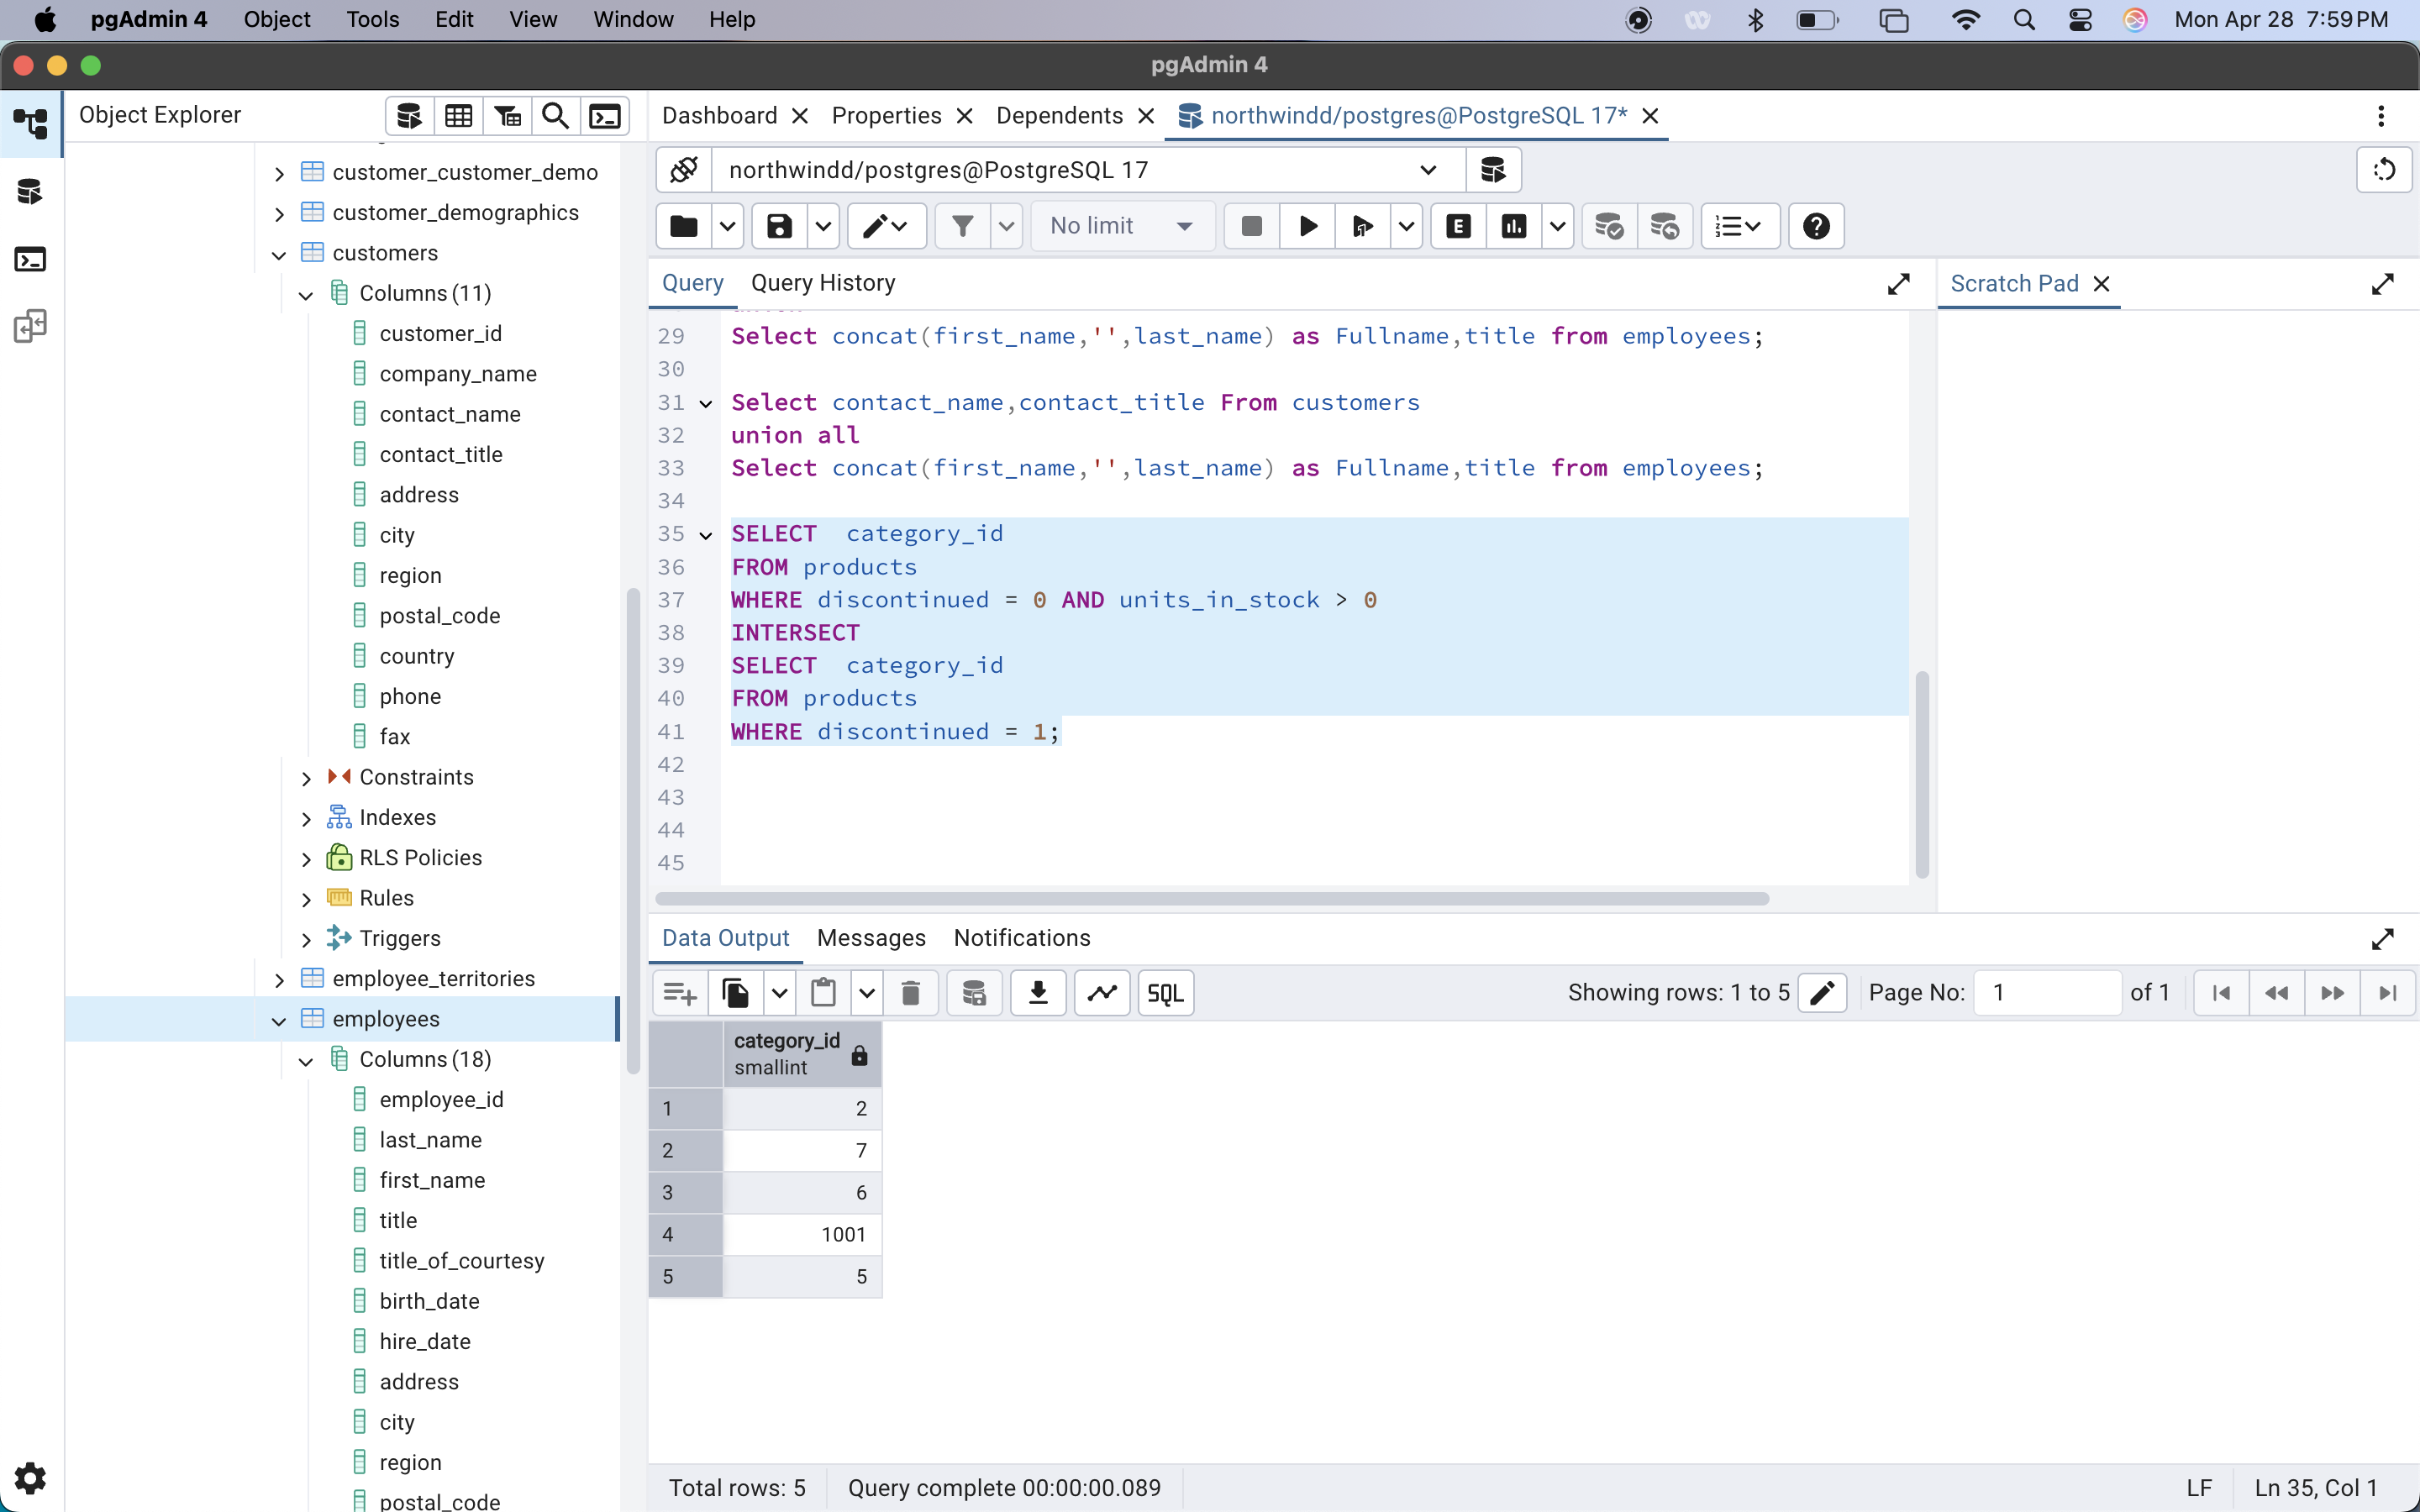 pgAdmin 4 Object Tools Edit View Window Help Mon Apr 28 7:59 PM
pgAdmin 4
Object Explorer
customer_customer_demo
customer_demographics
customers
Columns (11)
customer_id
company_name
contact_name
contact_title
address
city
region
postal_code
country
phone
fax
Constraints
Indexes
RLS Policies
Rules
Triggers
employee_territories
employees
Columns (18)
employee_id
last_name
first_name
title
title_of_courtesy
birth_date
hire_date
address
city
region
postal_code
Dashboard Properties Dependents northwindd/postgres@PostgreSQL 17*
northwindd/postgres@PostgreSQL 17
No limit E
Query Query History
Scratch Pad
29 Select concat(first_name,'',last_name) as Fullname,title from employees;
30
31 Select contact_name,contact_title From customers
32 union all
33 Select concat(first_name,'',last_name) as Fullname,title from employees;
34
35 SELECT category_id
36 FROM products
37 WHERE discontinued = 0 AND units_in_stock > 0
38 INTERSECT
39 SELECT category_id
40 FROM products
41 WHERE discontinued = 1;
42
43
44
45
Data Output Messages Notifications
SQL Showing rows: 1 to 5 Page No: 1 of 1
category_id
smallint
1 2
2 7
3 6
4 1001
5 5
Total rows: 5 Query complete 00:00:00.089 LF Ln 35, Col 1